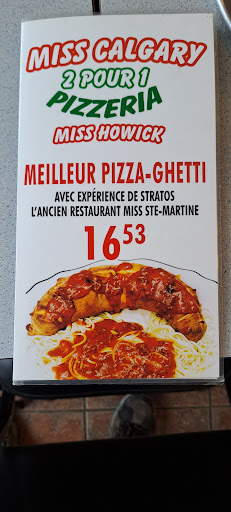 MISS CALGARY
2 POUR 1
PIZZERIA
MISS HOWICK
MEILLEUR PIZZA-GHETTI
AVEC EXPÉRIENCE DE STRATOS
L'ANCIEN RESTAURANT MISS STE-MARTINE
16 53